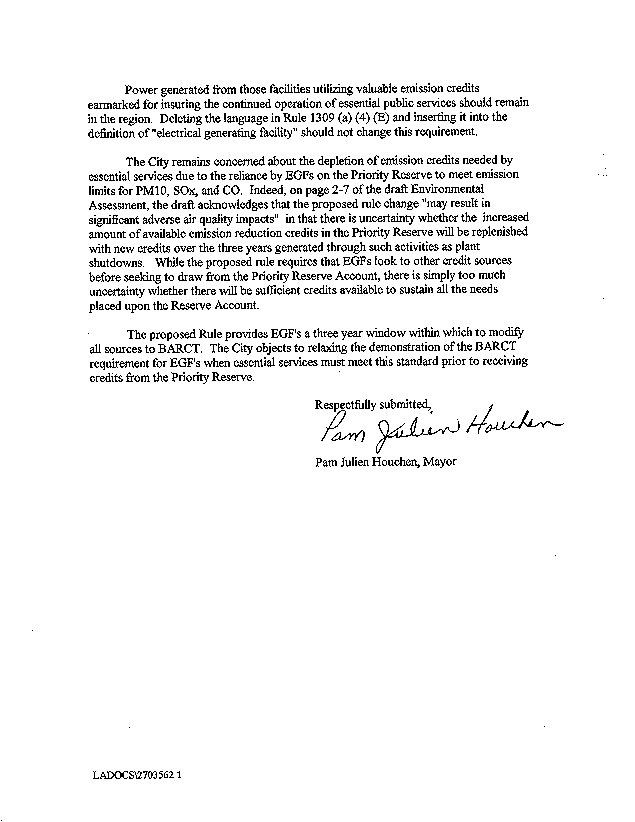 Power generated from those facilities utilizing valuable emission credits
earmarked for insuring the continued operation of essential public services should remain
in the region. Deleting the language in Rule 1309 (a) (4) (E) and inserting it into the
definition of "electrical generating facility" should not change this requirement.
The City remains concerned about the depletion of emission credits needed by
essential services due to the reliance by EGFs on the Priority Reserve to meet emission
limits for PM10, SOx, and CO. Indeed, on page 2-7 of the draft Environmental
Assessment, the draft acknowledges that the proposed rule change "may result in
significant adverse air quality impacts" in that there is uncertainty whether the increased
amount of available emission reduction credits in the Priority Reserve will be replenished
with new credits over the three years generated through such activities as plant
shutdowns. While the proposed rule requires that EGFs look to other credit sources
before seeking to draw from the Priority Reserve Account, there is simply too much
uncertainty whether there will be sufficient credits available to sustain all the needs
placed upon the Reserve Account.
The proposed Rule provides EGF's a three year window within which to modify
all sources to BARCT. The City objects to relaxing the demonstration of the BARCT
requirement for EGF's when essential services must meet this standard prior to receiving
credits from the Priority Reserve.
Respectfully submitted,
Pam Julien Houchen
Pam Julien Houchen, Mayor
LADOCS\2703562 1